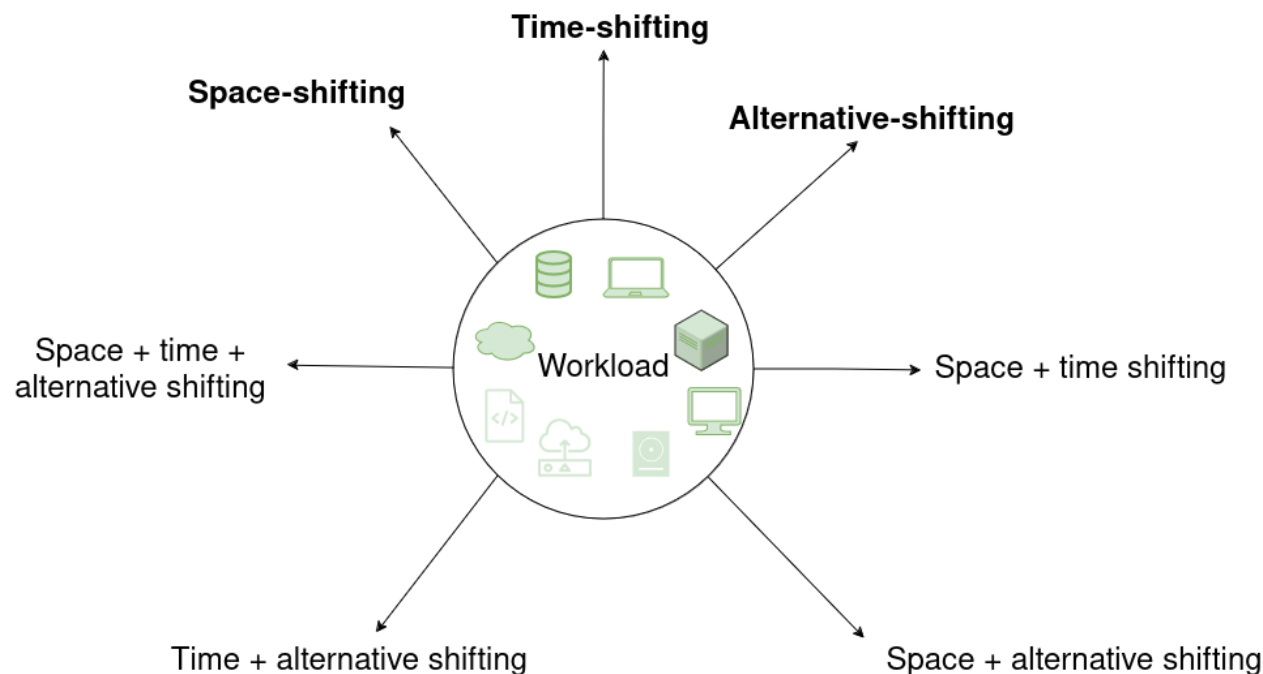 Time-shifting
Space-shifting
Alternative-shifting
Space + time +
alternative shifting
Workload
</>
Space + time shifting
Time + alternative shifting
Space + alternative shifting